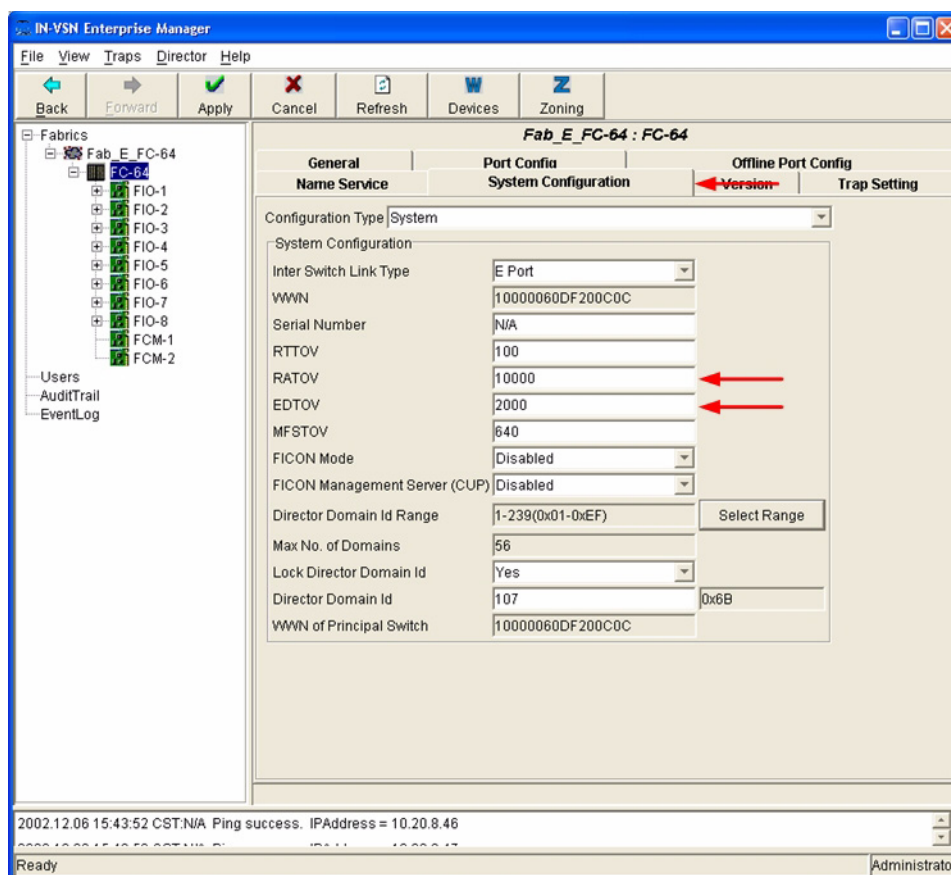 IN-VSN Enterprise Manager
File View Traps Director Help
Back Forward Apply Cancel Refresh Devices Zoning
Fabrics
Fab_E_FC-64
FC-64
FIO-1
FIO-2
FIO-3
FIO-4
FIO-5
FIO-6
FIO-7
FIO-8
FCM-1
FCM-2
Users
AuditTrail
EventLog
Fab_E_FC-64 : FC-64
General Port Config Offline Port Config
Name Service System Configuration Version Trap Setting
Configuration Type System
System Configuration
Inter Switch Link Type E Port
WWN 10000060DF200C0C
Serial Number N/A
RTTOV 100
RATOV 10000
EDTOV 2000
MFSTOV 640
FICON Mode Disabled
FICON Management Server (CUP) Disabled
Director Domain Id Range 1-239(0x01-0xEF) Select Range
Max No. of Domains 56
Lock Director Domain Id Yes
Director Domain Id 107 0x6B
WWN of Principal Switch 10000060DF200C0C
2002.12.06 15:43:52 CST:N/A Ping success. IPAddress = 10.20.8.46
Ready Administrato